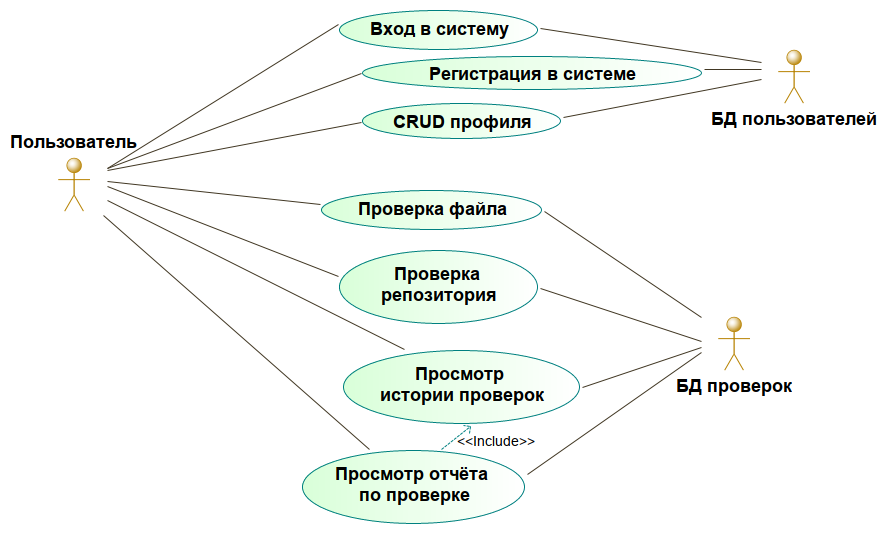 Вход в систему
Регистрация в системе
CRUD профиля
БД пользователей
Пользователь
Проверка файла
Проверка
репозитория
Просмотр
истории проверок
БД проверок
<<Include>>
Просмотр отчёта
по проверке